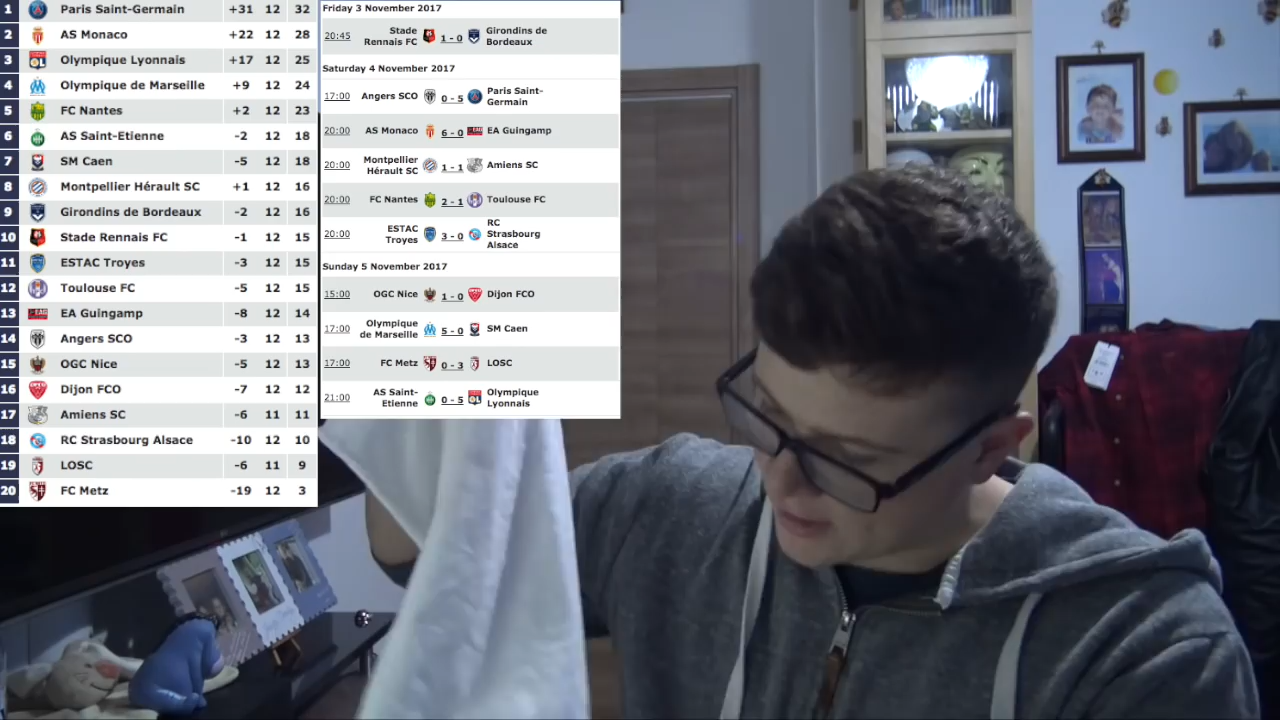 1 Paris Saint-Germain +31 12 32
2 AS Monaco +22 12 28
3 Olympique Lyonnais +17 12 25
4 Olympique de Marseille +9 12 24
5 FC Nantes +2 12 23
6 AS Saint-Etienne -2 12 18
7 SM Caen -5 12 18
8 Montpellier Hérault SC +1 12 16
9 Girondins de Bordeaux -2 12 16
10 Stade Rennais FC -1 12 15
11 ESTAC Troyes -3 12 15
12 Toulouse FC -5 12 15
13 EA Guingamp -8 12 14
14 Angers SCO -3 12 13
15 OGC Nice -5 12 13
16 Dijon FCO -7 12 12
17 Amiens SC -6 11 11
18 RC Strasbourg Alsace -10 12 10
19 LOSC -6 11 9
20 FC Metz -19 12 3
Friday 3 November 2017
20:45 Stade Rennais FC 1 - 0 Girondins de Bordeaux
Saturday 4 November 2017
17:00 Angers SCO 0 - 5 Paris Saint-Germain
20:00 AS Monaco 6 - 0 EA Guingamp
20:00 Montpellier Hérault SC 1 - 1 Amiens SC
20:00 FC Nantes 2 - 1 Toulouse FC
20:00 ESTAC Troyes 3 - 0 RC Strasbourg Alsace
Sunday 5 November 2017
15:00 OGC Nice 1 - 0 Dijon FCO
17:00 Olympique de Marseille 5 - 0 SM Caen
17:00 FC Metz 0 - 3 LOSC
21:00 AS Saint-Etienne 0 - 5 Olympique Lyonnais